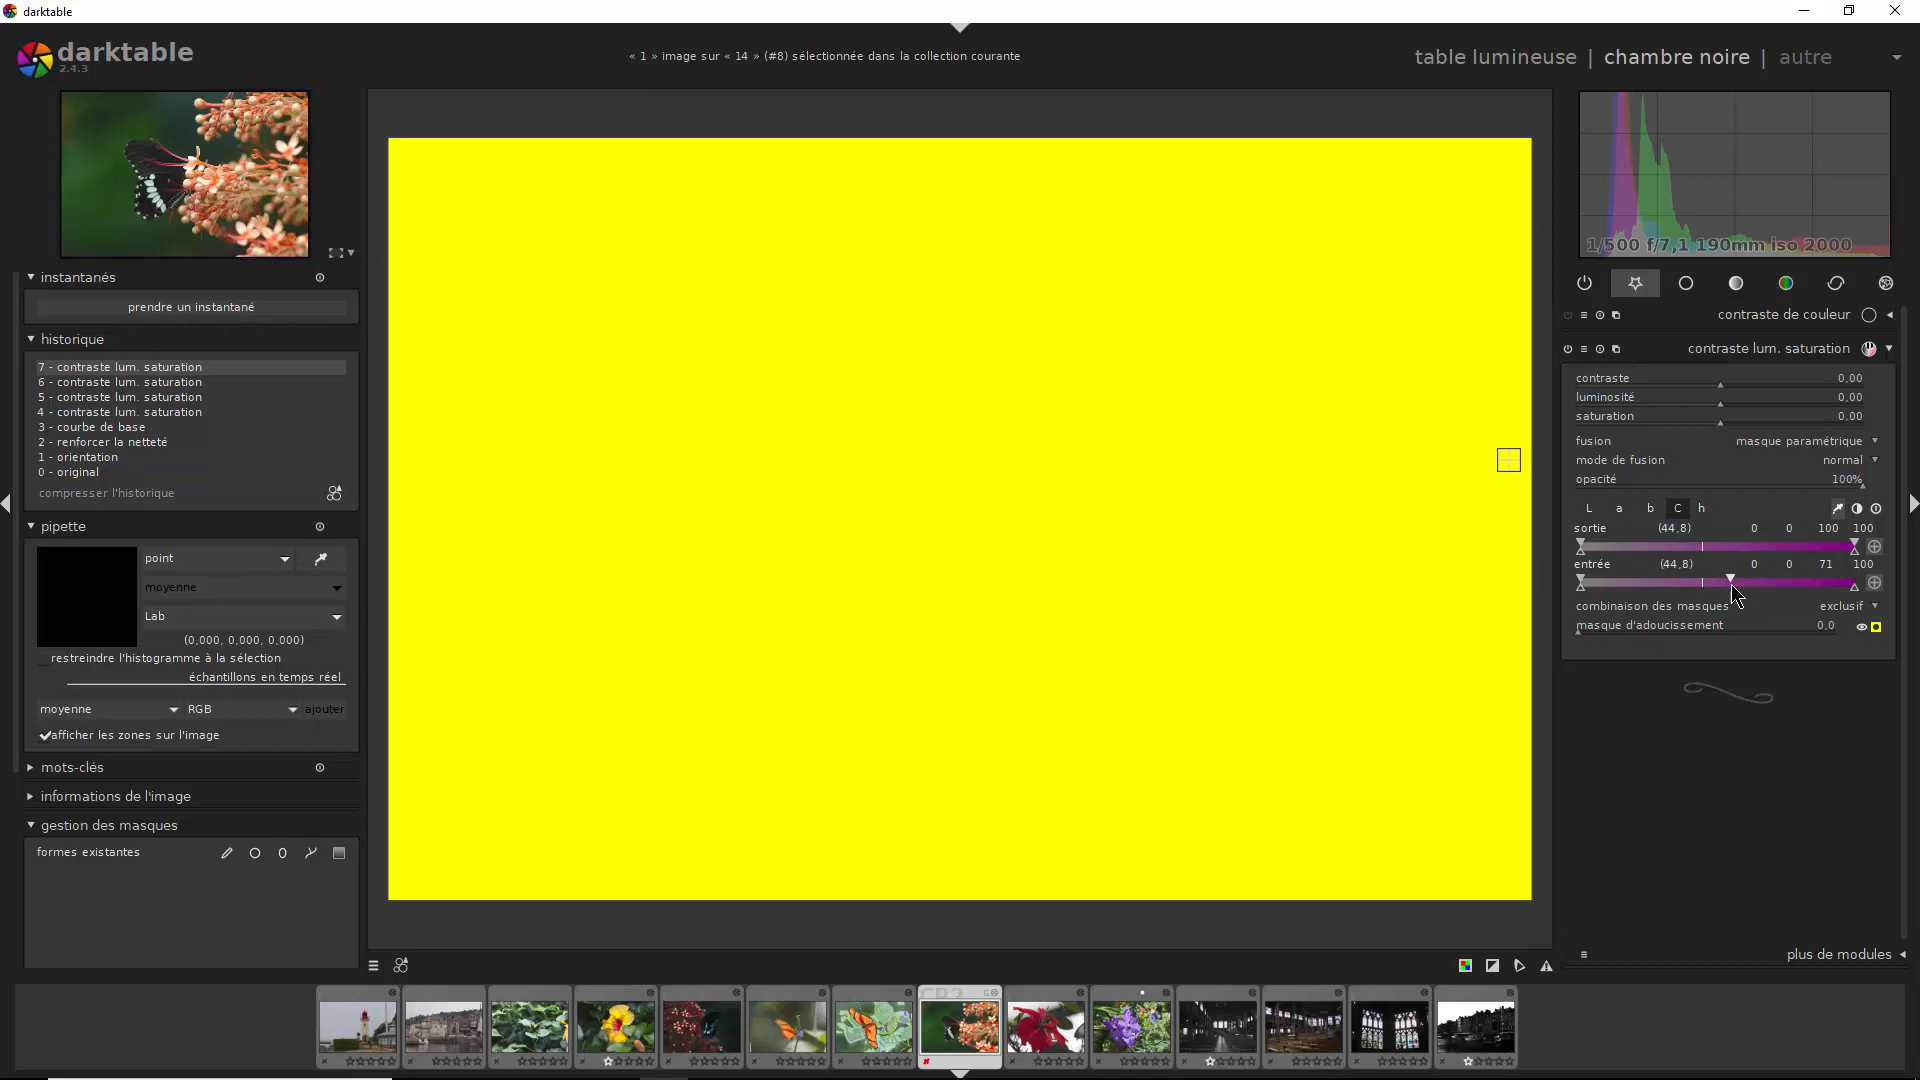 darktable
darktable
2.4.3
« 1 » image sur « 14 » (#8) sélectionnée dans la collection courante
table lumineuse | chambre noire | autre
instantanés
prendre un instantané
historique
7 - contraste lum. saturation
6 - contraste lum. saturation
5 - contraste lum. saturation
4 - contraste lum. saturation
3 - courbe de base
2 - renforcer la netteté
1 - orientation
0 - original
compresser l'historique
pipette
point
moyenne
Lab
(0,000, 0,000, 0,000)
restreindre l'histogramme à la sélection
échantillons en temps réel
moyenne RGB ajouter
afficher les zones sur l'image
mots-clés
informations de l'image
gestion des masques
formes existantes
CR2
1/500 f/7,1 190mm iso 2000
contraste de couleur
contraste lum. saturation
contraste 0,00
luminosité 0,00
saturation 0,00
fusion masque paramétrique
mode de fusion normal
opacité 100%
L a b C h
sortie (44,8) 0 0 100 100
entrée (44,8) 0 0 71 100
combinaison des masques exclusif
masque d'adoucissement 0,0
plus de modules